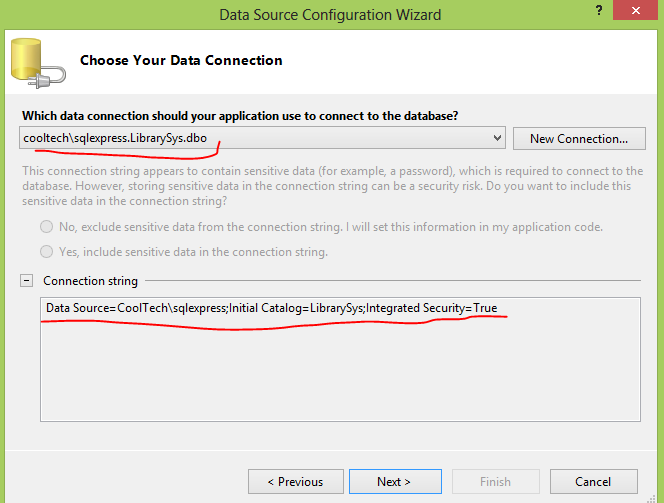 Data Source Configuration Wizard
?
Choose Your Data Connection
Which data connection should your application use to connect to the database?
cooltech\sqlexpress.LibrarySys.dbo
New Connection...
This connection string appears to contain sensitive data (for example, a password), which is required to connect to the
database. However, storing sensitive data in the connection string can be a security risk. Do you want to include this
sensitive data in the connection string?
No, exclude sensitive data from the connection string. I will set this information in my application code.
Yes, include sensitive data in the connection string.
Connection string
Data Source=CoolTech\sqlexpress;Initial Catalog=LibrarySys;Integrated Security=True
< Previous
Next >
Finish
Cancel